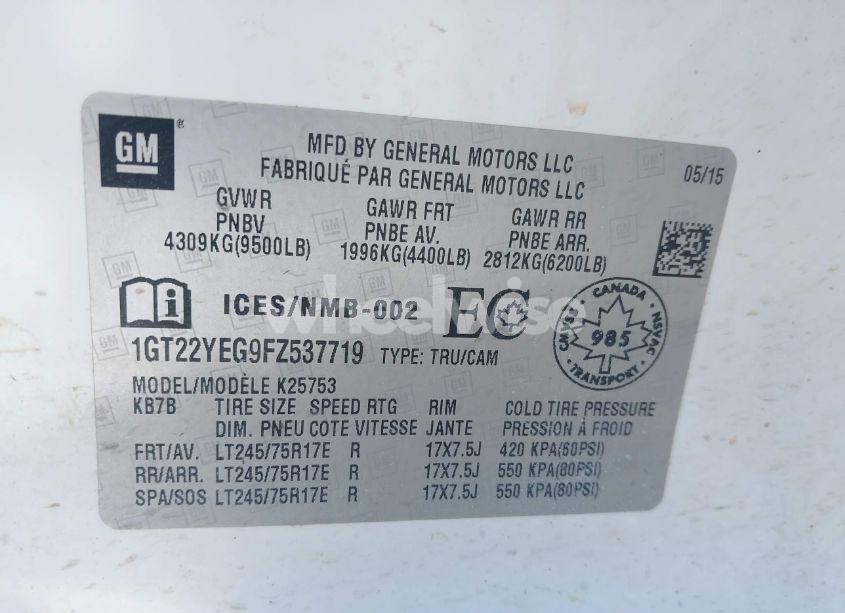 GM
MFD BY GENERAL MOTORS LLC
FABRIQUÉ PAR GENERAL MOTORS LLC
05/15
GVWR
PNBV
4309KG(9500LB)
GAWR FRT
PNBE AV.
1996KG(4400LB)
GAWR RR
PNBE ARR.
2812KG(6200LB)
ICES/NMB-002
EC
wheelwise
CANADA
CMVSS
985
NSVAC
TRANSPORT
1GT22YEG9FZ537719 TYPE: TRU/CAM
MODEL/MODÈLE K25753
KB7B TIRE SIZE SPEED RTG RIM COLD TIRE PRESSURE
DIM. PNEU COTE VITESSE JANTE PRESSION À FROID
FRT/AV. LT245/75R17E R 17X7.5J 420 KPA(60PSI)
RR/ARR. LT245/75R17E R 17X7.5J 550 KPA(80PSI)
SPA/SOS LT245/75R17E R 17X7.5J 550 KPA(80PSI)